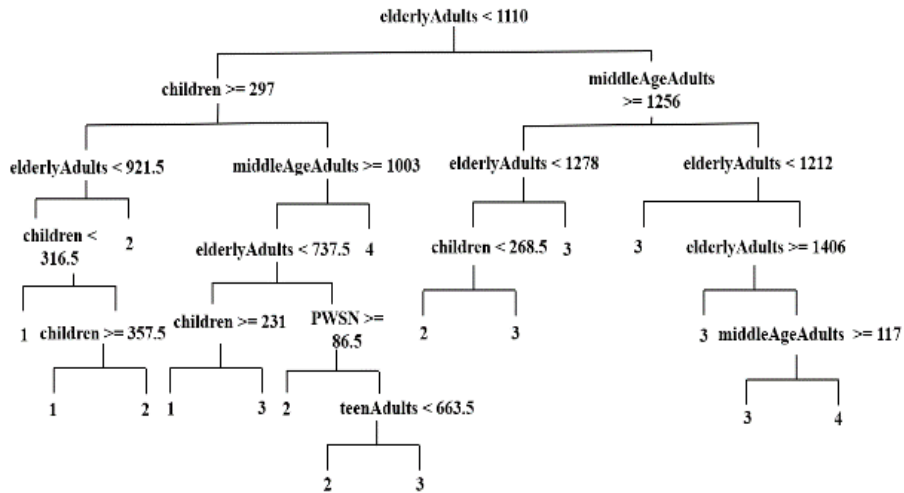 elderlyAdults < 1110
children >= 297
middleAgeAdults
>= 1256
elderlyAdults < 921.5
middleAgeAdults >= 1003
elderlyAdults < 1278
elderlyAdults < 1212
children <
316.5
2
elderlyAdults < 737.5
4
children < 268.5
3
3
elderlyAdults >= 1406
1
children >= 357.5
children >= 231
PWSN >=
86.5
2
3
3
middleAgeAdults >= 117
1
2
1
3
2
teenAdults < 663.5
3
4
2
3